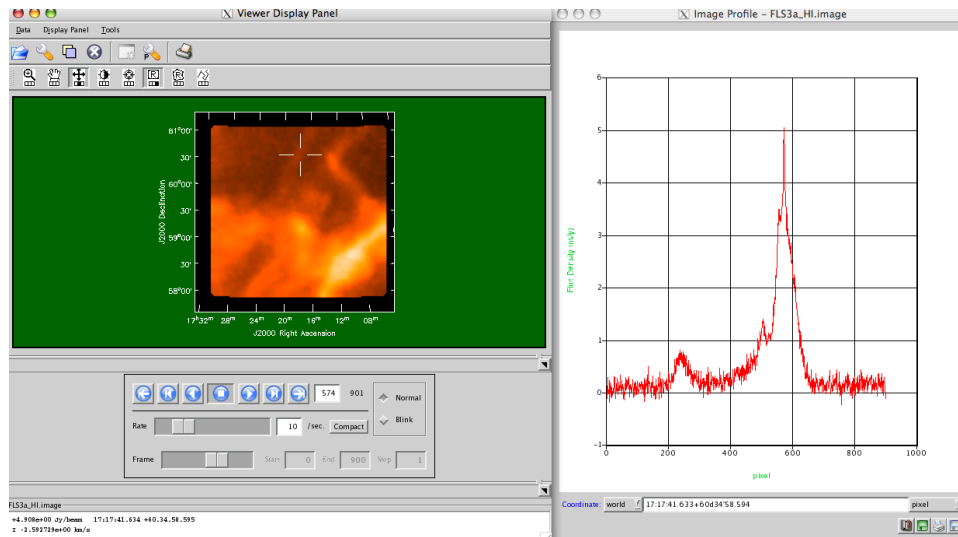 X Viewer Display Panel
Data Display Panel Tools
P
R
R
61°00'
30'
60°00'
30'
59°00'
30'
58°00'
J2000 Declination
17ʰ32ᵐ 28ᵐ 24ᵐ 20ᵐ 16ᵐ 12ᵐ 08ᵐ
J2000 Right Ascension
574 901
Normal
Blink
Rate 10 /sec. Compact
Frame Start 0 End 900 Step 1
FLS3a_HI.image
+4.908e+00 Jy/beam 17:17:41.634 +60.34.58.595
z -2.592729e+00 km/s
X Image Profile - FLS3a_HI.image
6
5
4
3
2
1
0
-1
Flux Density
0 200 400 600 800 1000
pixel
Coordinate: world 17:17:41.633+60d34'58.594 pixel